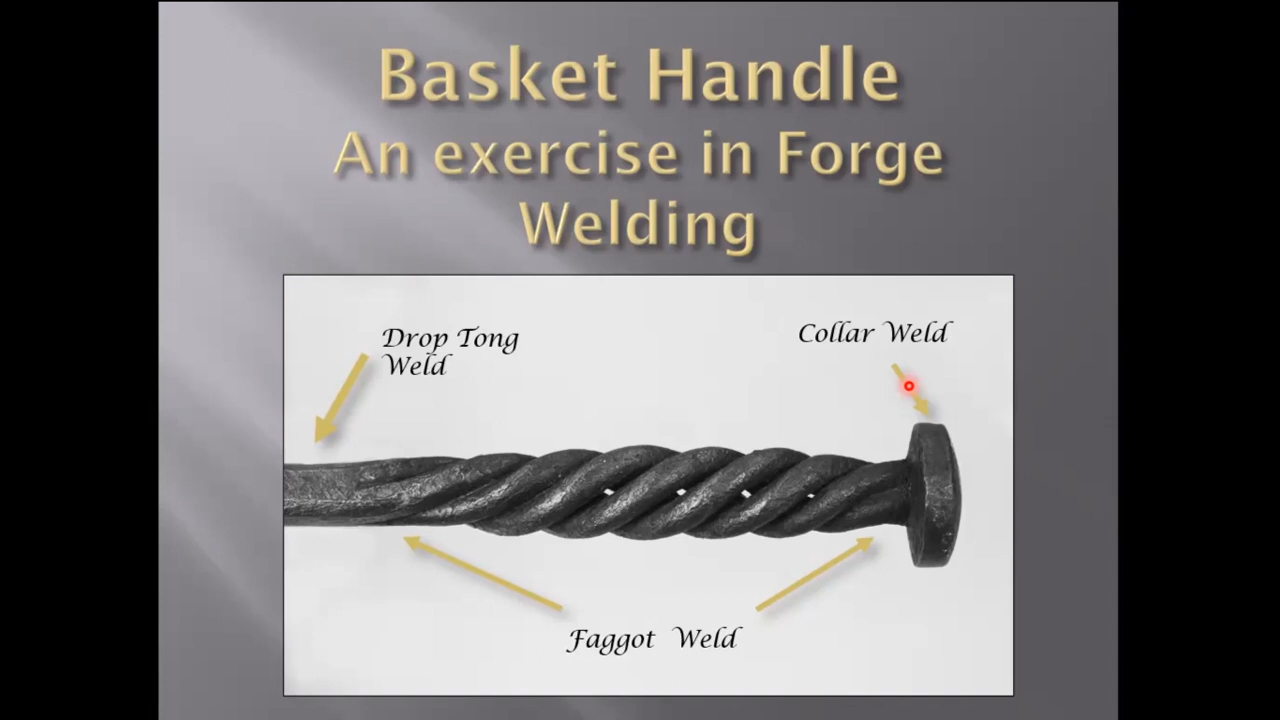 Basket Handle
An exercise in Forge
Welding
Drop Tong
Weld
Collar Weld
Faggot Weld